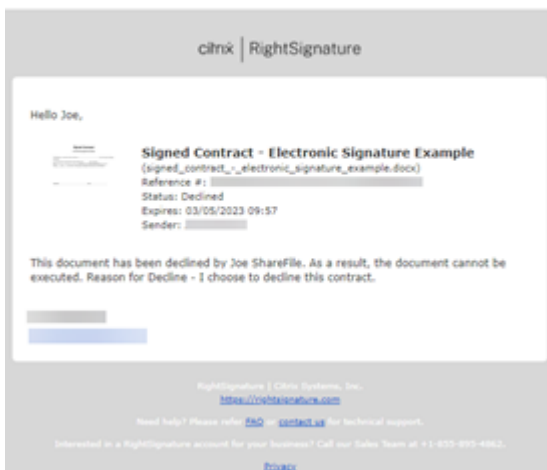 citrix | RightSignature
Hello Joe,
Signed Contract - Electronic Signature Example
(signed_contract_-_electronic_signature_example.docx)
Reference #:
Status: Declined
Expires: 03/05/2023 09:57
Sender:
This document has been declined by Joe ShareFile. As a result, the document cannot be
executed. Reason for Decline - I choose to decline this contract.
RightSignature | Citrix Systems, Inc.
https://rightsignature.com
Need help? Please refer FAQ or contact us for technical support.
Interested in a RightSignature account for your business? Call our Sales Team at +1-855-895-4862.
Privacy